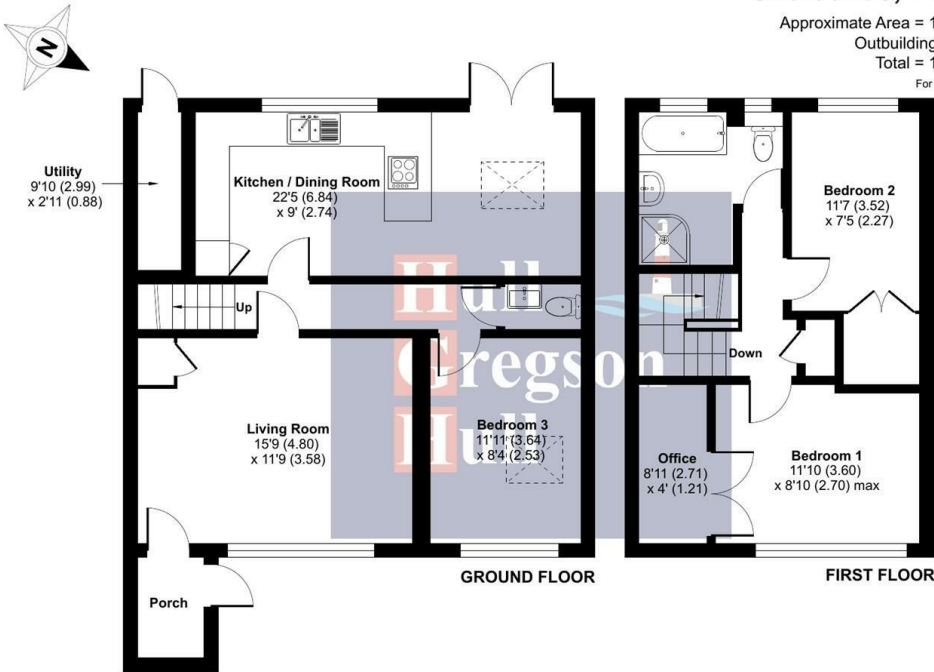 Approximate Area = 1
Outbuilding
Total = 1
For
N
Utility
9'10 (2.99)
x 2'11 (0.88)
Kitchen / Dining Room
22'5 (6.84)
x 9' (2.74)
Up
Living Room
15'9 (4.80)
x 11'9 (3.58)
Bedroom 3
11'11 (3.64)
x 8'4 (2.53)
Porch
GROUND FLOOR
Bedroom 2
11'7 (3.52)
x 7'5 (2.27)
Down
Office
8'11 (2.71)
x 4' (1.21)
Bedroom 1
11'10 (3.60)
x 8'10 (2.70) max
FIRST FLOOR
Hull
Gregson
Hull